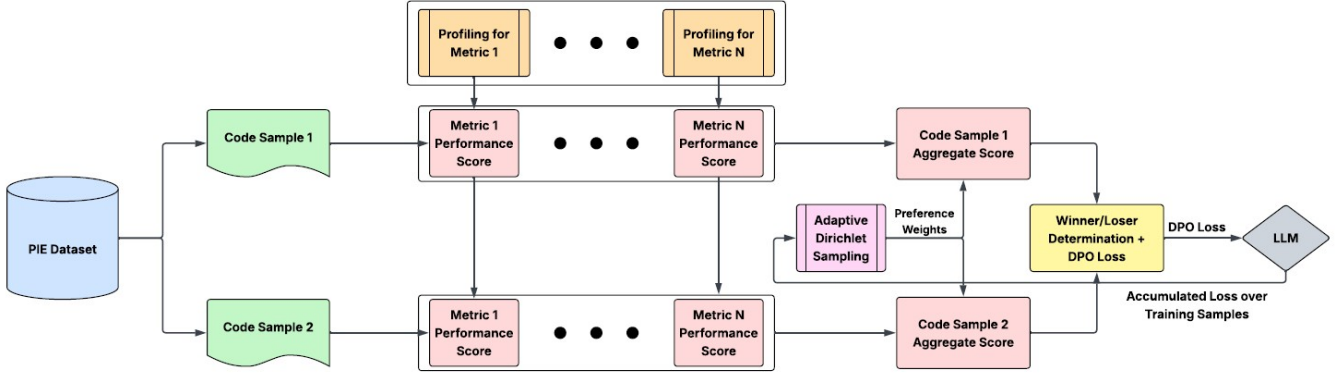 Profiling for
Metric 1
Profiling for
Metric N
Code Sample 1
Metric 1
Performance
Score
Metric N
Performance
Score
Code Sample 1
Aggregate Score
PIE Dataset
Adaptive
Dirichlet
Sampling
Preference
Weights
Winner/Loser
Determination +
DPO Loss
DPO Loss
LLM
Accumulated Loss over
Training Samples
Code Sample 2
Metric 1
Performance
Score
Metric N
Performance
Score
Code Sample 2
Aggregate Score